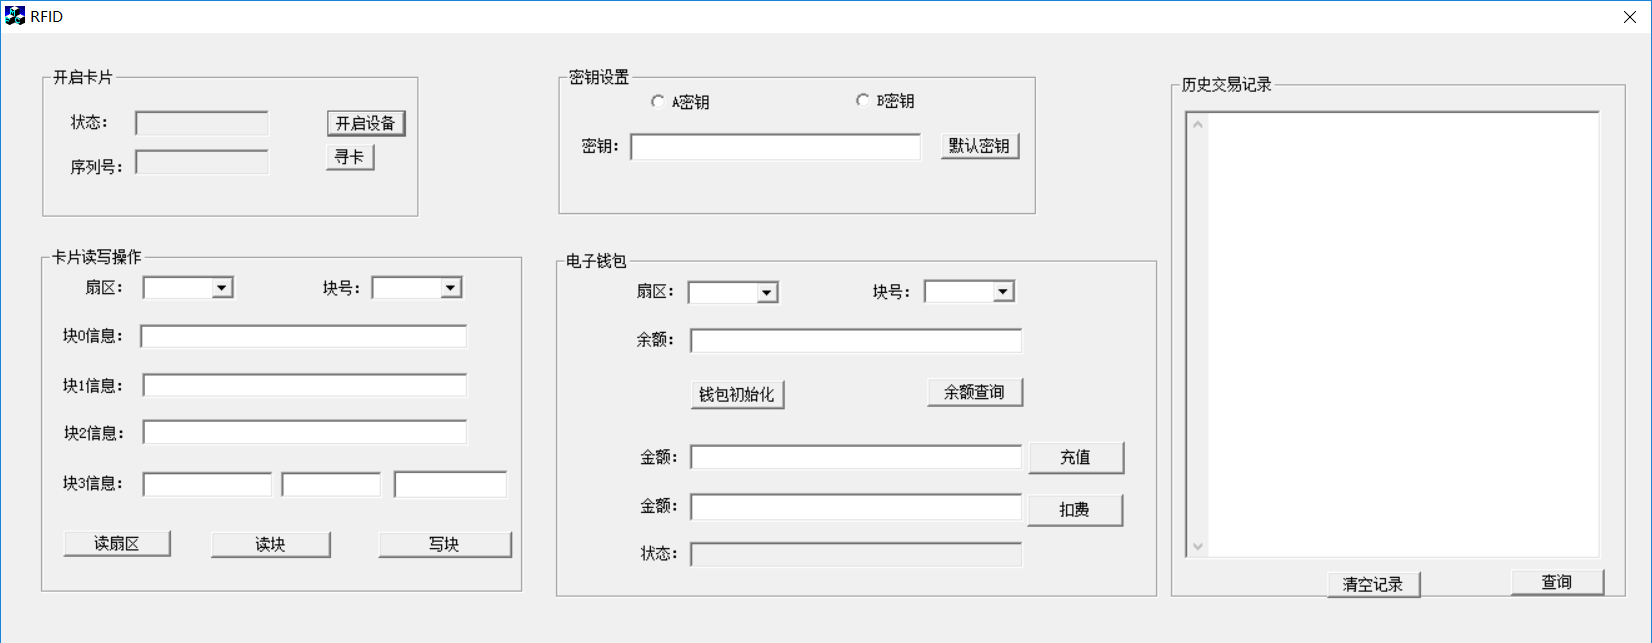 RFID
开启卡片
状态:
开启设备
序列号:
寻卡
密钥设置
A密钥 B密钥
密钥:
默认密钥
卡片读写操作
扇区: 块号:
块0信息:
块1信息:
块2信息:
块3信息:
读扇区 读块 写块
电子钱包
扇区: 块号:
余额:
钱包初始化 余额查询
金额: 充值
金额: 扣费
状态:
历史交易记录
清空记录 查询